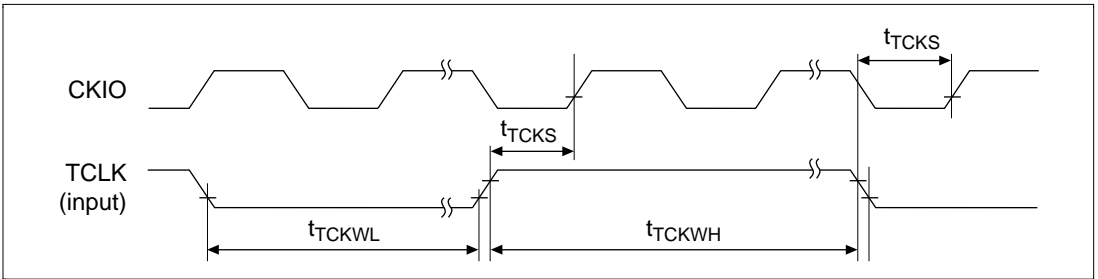 tTCKS
CKIO
tTCKS
TCLK
(input)
tTCKWL
tTCKWH